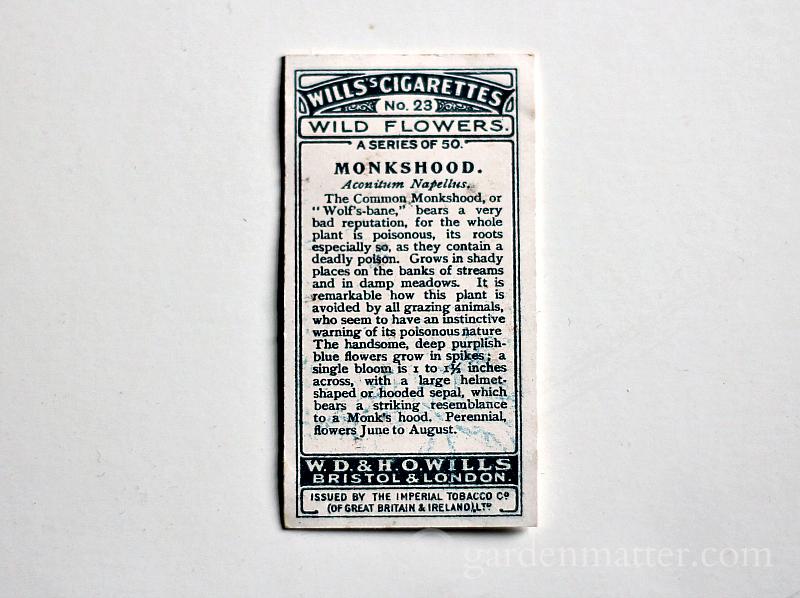 WILLS'S CIGARETTES
No. 23
WILD FLOWERS.
A SERIES OF 50.
MONKSHOOD.
Aconitum Napellus.
The Common Monkshood, or
"Wolf's-bane," bears a very
bad reputation, for the whole
plant is poisonous, its roots
especially so, as they contain a
deadly poison. Grows in shady
places on the banks of streams
and in damp meadows. It is
remarkable how this plant is
avoided by all grazing animals,
who seem to have an instinctive
warning of its poisonous nature
The handsome, deep purplish-
blue flowers grow in spikes; a
single bloom is 1 to 1½ inches
across, with a large helmet-
shaped or hooded sepal, which
bears a striking resemblance
to a Monk's hood. Perennial,
flowers June to August.
W. D. & H. O. WILLS
BRISTOL & LONDON.
ISSUED BY THE IMPERIAL TOBACCO Co
(OF GREAT BRITAIN & IRELAND), LTD
gardenmatter.com